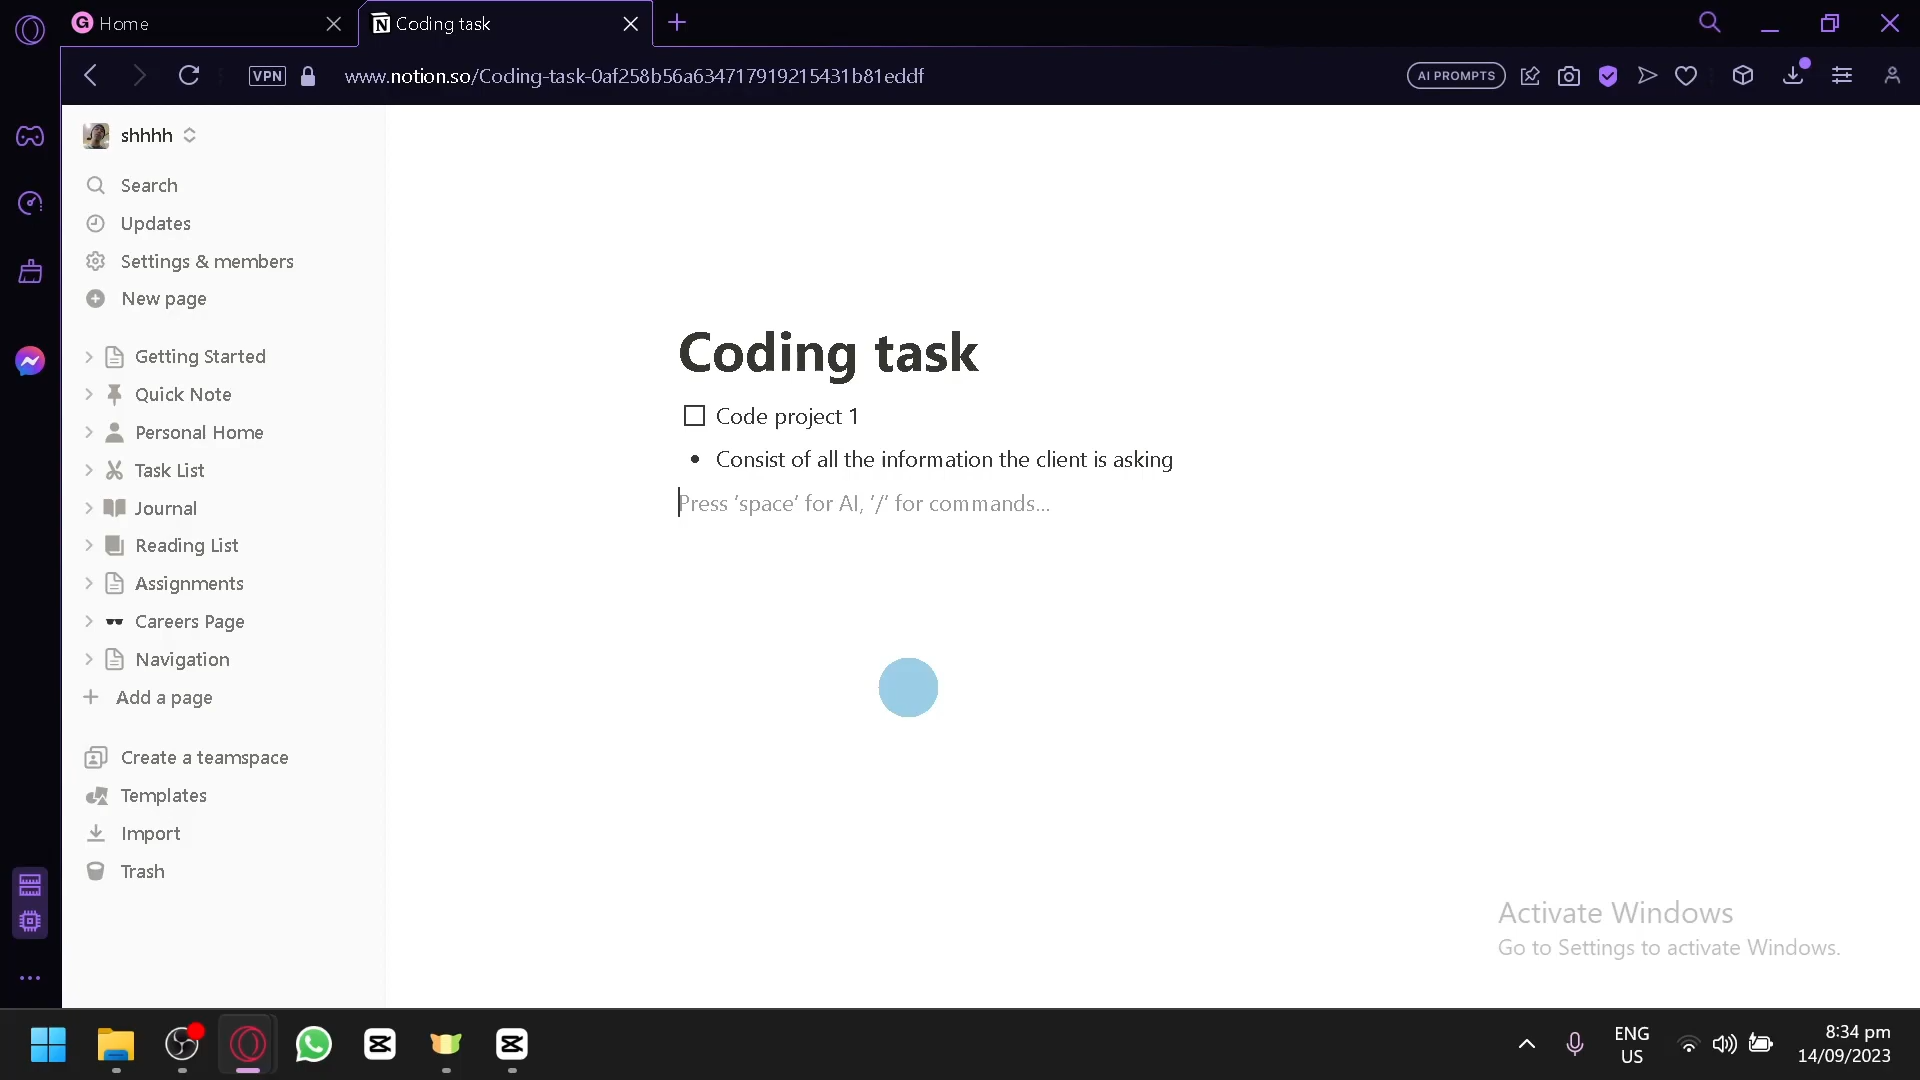 Home
Coding task
VPN
www.notion.so/Coding-task-0af258b56a634717919215431b81eddf
AI PROMPTS
shhhh
Search
Updates
Settings & members
New page
Getting Started
Quick Note
Personal Home
Task List
Journal
Reading List
Assignments
Careers Page
Navigation
Add a page
Create a teamspace
Templates
Import
Trash
Coding task
Code project 1
Consist of all the information the client is asking
Press ‘space’ for AI, ‘/’ for commands…
Activate Windows
Go to Settings to activate Windows.
ENG
US
8:34 pm
14/09/2023